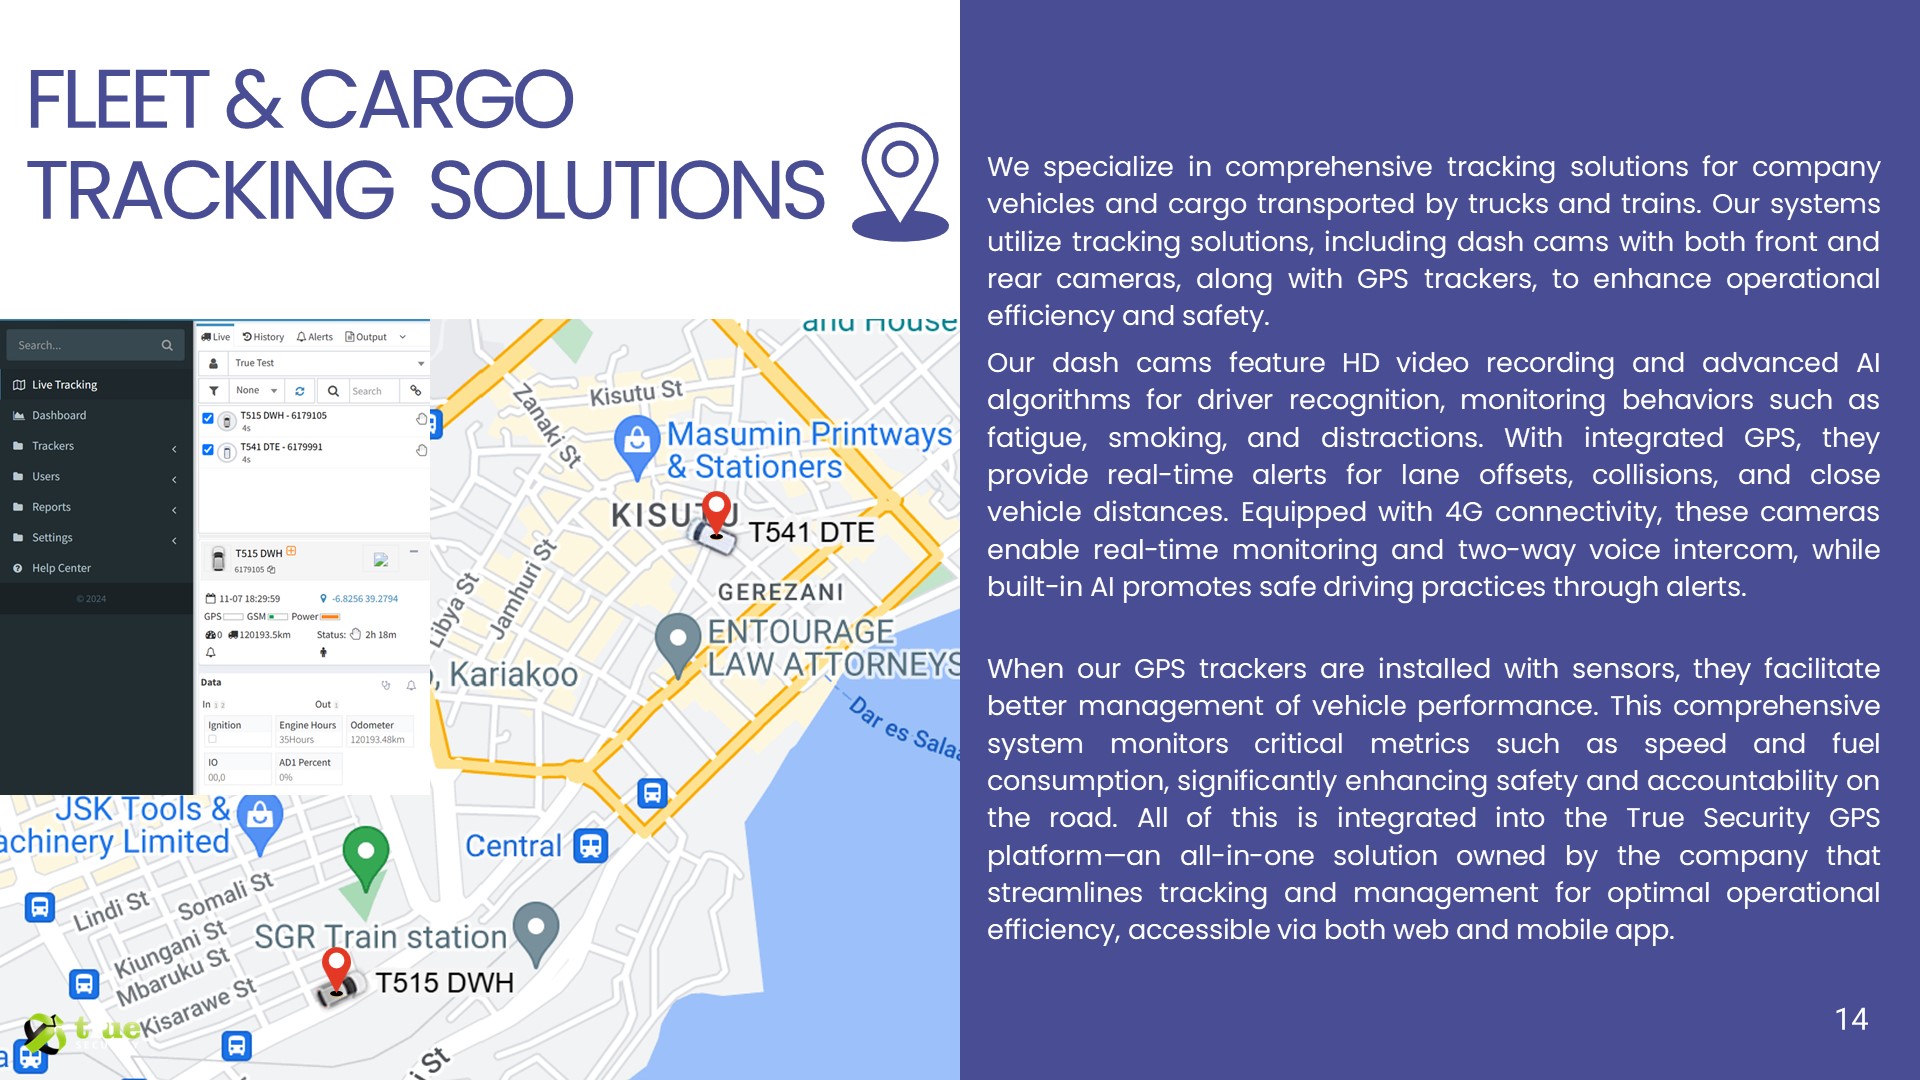 FLEET & CARGO
TRACKING SOLUTIONS
Search...
Live Tracking
Dashboard
Trackers
Users
Reports
Settings
Help Center
© 2024
Live History Alerts Output
True Test
None Search
T515 DWH - 6179105
4s
T541 DTE - 6179991
4s
T515 DWH
6179105
11-07 18:29:59 -6.8256 39.2794
GPS GSM Power
0 120193.5km Status: 2h 18m
Data
In 1 2 Out 1
Ignition Engine Hours Odometer
35Hours 120193.48km
IO AD1 Percent
00,0 0%
and House
Kisutu St
Zanaki St
Masumin Printways
& Stationers
KISUTU
T541 DTE
Jamhuri St
Libya St
GEREZANI
ENTOURAGE
LAW ATTORNEYS
, Kariakoo
Dar es Salaa
JSK Tools &
achinery Limited
Central
Somali St
Lindi St
SGR Train station
Kiungani St
Mbaruku St
T515 DWH
Kisarawe St
t ue
i St
a
We specialize in comprehensive tracking solutions for company
vehicles and cargo transported by trucks and trains. Our systems
utilize tracking solutions, including dash cams with both front and
rear cameras, along with GPS trackers, to enhance operational
efficiency and safety.
Our dash cams feature HD video recording and advanced AI
algorithms for driver recognition, monitoring behaviors such as
fatigue, smoking, and distractions. With integrated GPS, they
provide real-time alerts for lane offsets, collisions, and close
vehicle distances. Equipped with 4G connectivity, these cameras
enable real-time monitoring and two-way voice intercom, while
built-in AI promotes safe driving practices through alerts.
When our GPS trackers are installed with sensors, they facilitate
better management of vehicle performance. This comprehensive
system monitors critical metrics such as speed and fuel
consumption, significantly enhancing safety and accountability on
the road. All of this is integrated into the True Security GPS
platform—an all-in-one solution owned by the company that
streamlines tracking and management for optimal operational
efficiency, accessible via both web and mobile app.
14